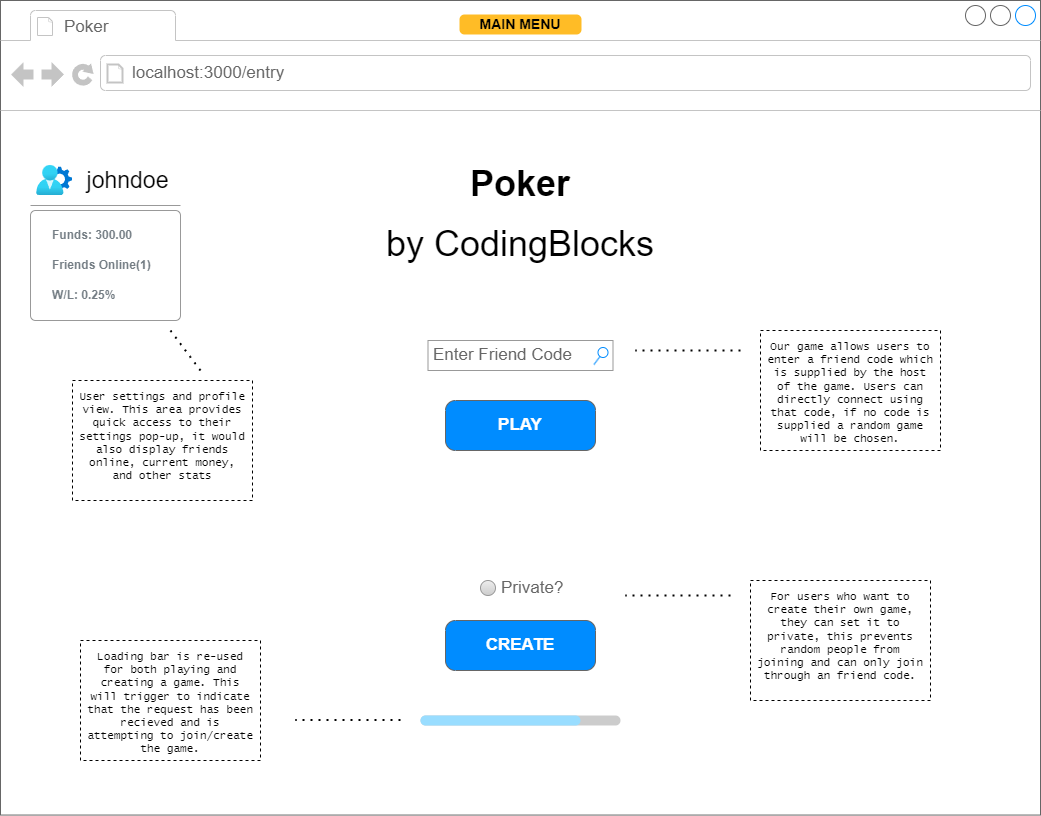 Poker
MAIN MENU
localhost:3000/entry
johndoe
Funds: 300.00
Friends Online(1)
W/L: 0.25%
Poker
by CodingBlocks
Enter Friend Code
PLAY
Our game allows users to
enter a friend code which
is supplied by the host
of the game. Users can
directly connect using
that code, if no code is
supplied a random game
will be chosen.
User settings and profile
view. This area provides
quick access to their
settings pop-up, it would
also display friends
online, current money,
and other stats
Private?
CREATE
For users who want to
create their own game,
they can set it to
private, this prevents
random people from
joining and can only join
through an friend code.
Loading bar is re-used
for both playing and
creating a game. This
will trigger to indicate
that the request has been
recieved and is
attempting to join/create
the game.